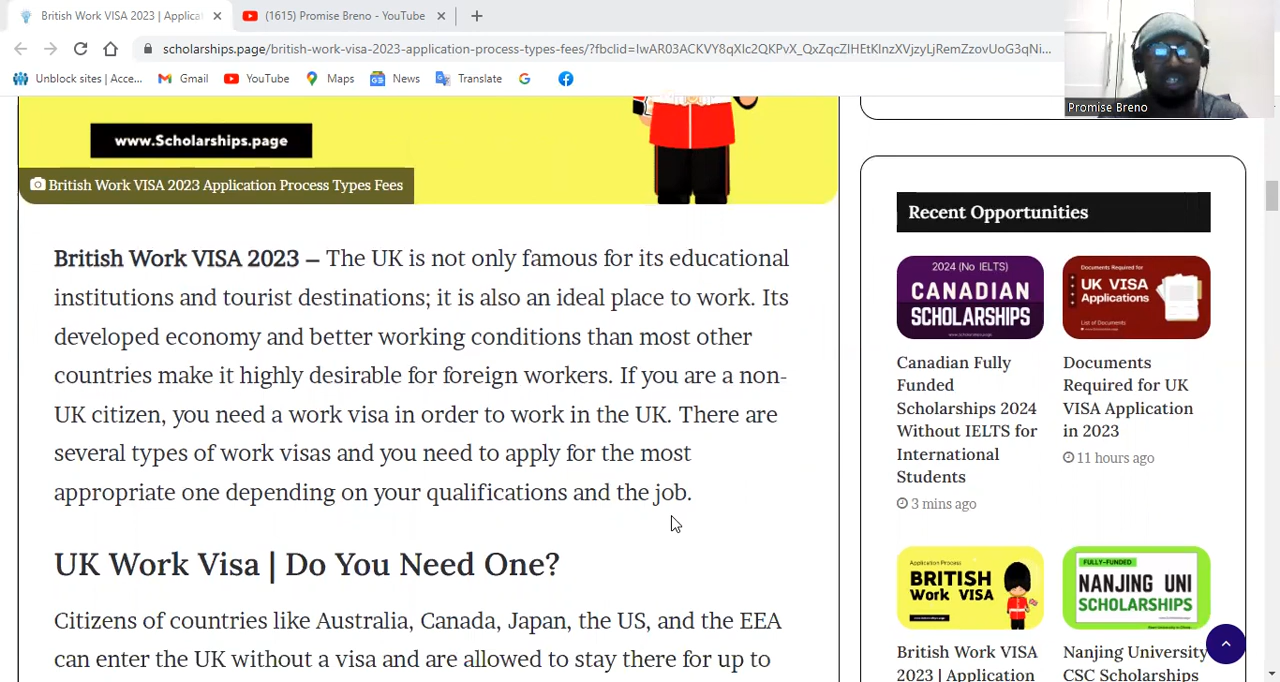 British Work VISA 2023 | Applicat
(1615) Promise Breno - YouTube
scholarships.page/british-work-visa-2023-application-process-types-fees/?fbclid=IwAR03ACKVY8qXIc2QKPvX_QxZqcZIHEtKInzXVjzyLjRemZzovUoG3qNi...
Unblock sites | Acce...
Gmail
YouTube
Maps
News
Translate
Promise Breno
www.Scholarships.page
British Work VISA 2023 Application Process Types Fees
British Work VISA 2023 – The UK is not only famous for its educational
institutions and tourist destinations; it is also an ideal place to work. Its
developed economy and better working conditions than most other
countries make it highly desirable for foreign workers. If you are a non-
UK citizen, you need a work visa in order to work in the UK. There are
several types of work visas and you need to apply for the most
appropriate one depending on your qualifications and the job.
UK Work Visa | Do You Need One?
Citizens of countries like Australia, Canada, Japan, the US, and the EEA
can enter the UK without a visa and are allowed to stay there for up to
Recent Opportunities
2024 (No IELTS)
CANADIAN
SCHOLARSHIPS
Canadian Fully
Funded
Scholarships 2024
Without IELTS for
International
Students
3 mins ago
Documents Required for
UK VISA
Applications
List of Documents
Documents
Required for UK
VISA Application
in 2023
11 hours ago
Application Process
BRITISH
Work VISA
British Work VISA
2023 | Application
FULLY-FUNDED
NANJING UNI
SCHOLARSHIPS
Nanjing University
CSC Scholarships